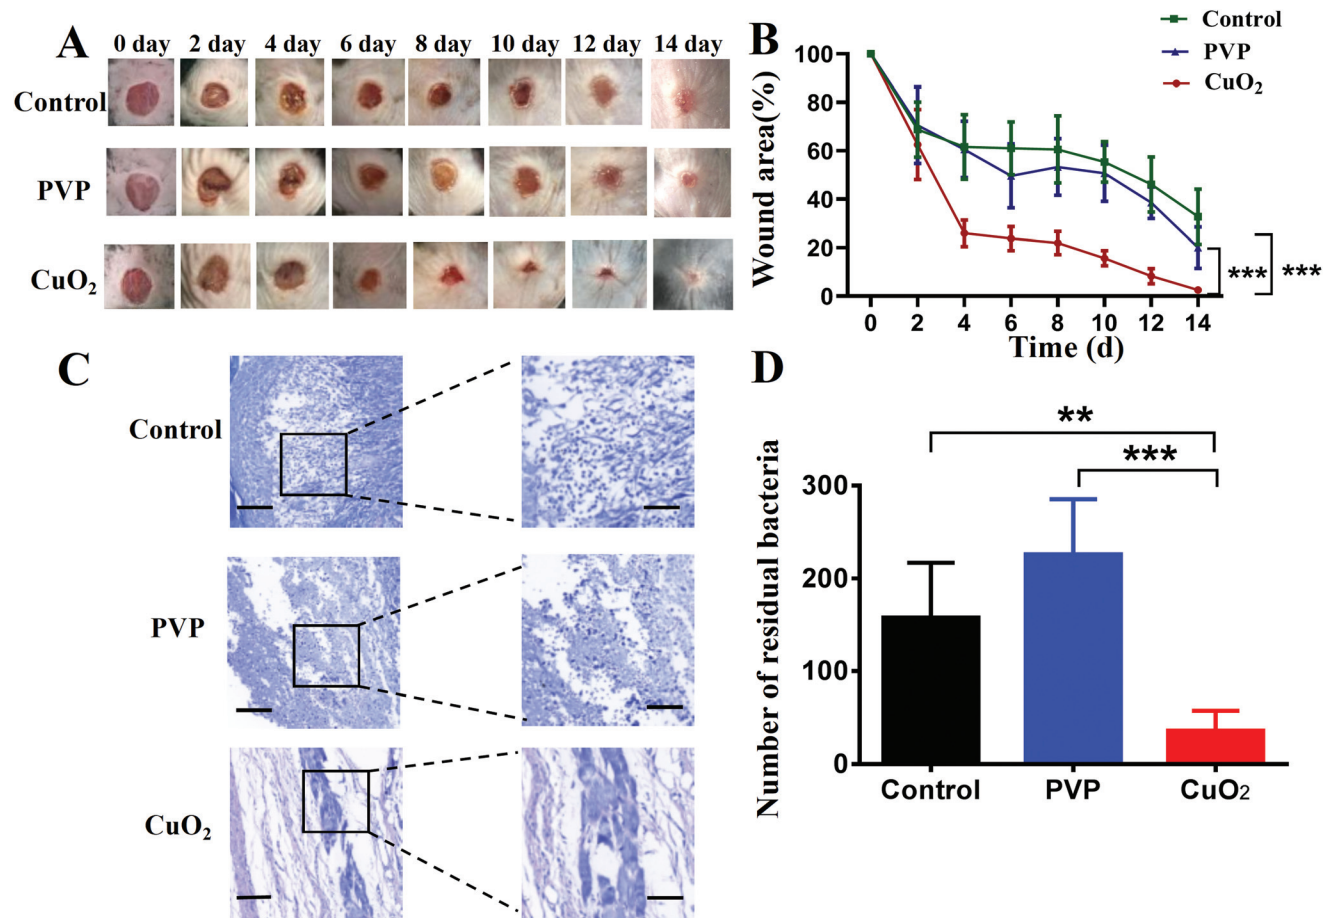 A
0 day 2 day 4 day 6 day 8 day 10 day 12 day 14 day
Control
PVP
CuO₂
B
Control
PVP
CuO₂
Wound area(%)
100
80
60
40
20
0
0 2 4 6 8 10 12 14
Time (d)
***
***
C
Control
PVP
CuO₂
D
**
***
Number of residual bacteria
300
200
100
0
Control PVP CuO₂